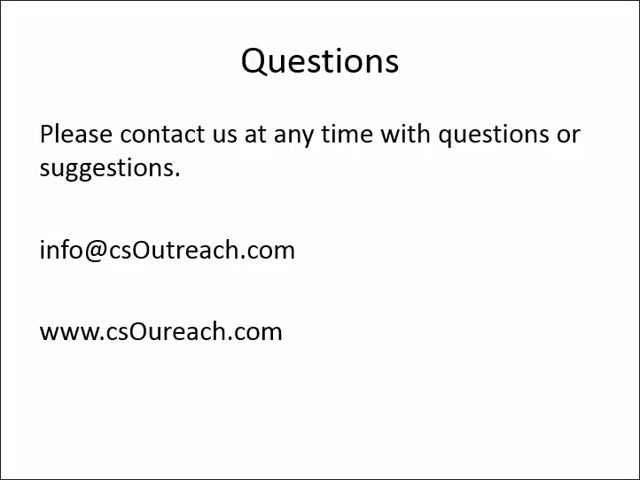 Questions
Please contact us at any time with questions or
suggestions.
info@csOutreach.com
www.csOureach.com